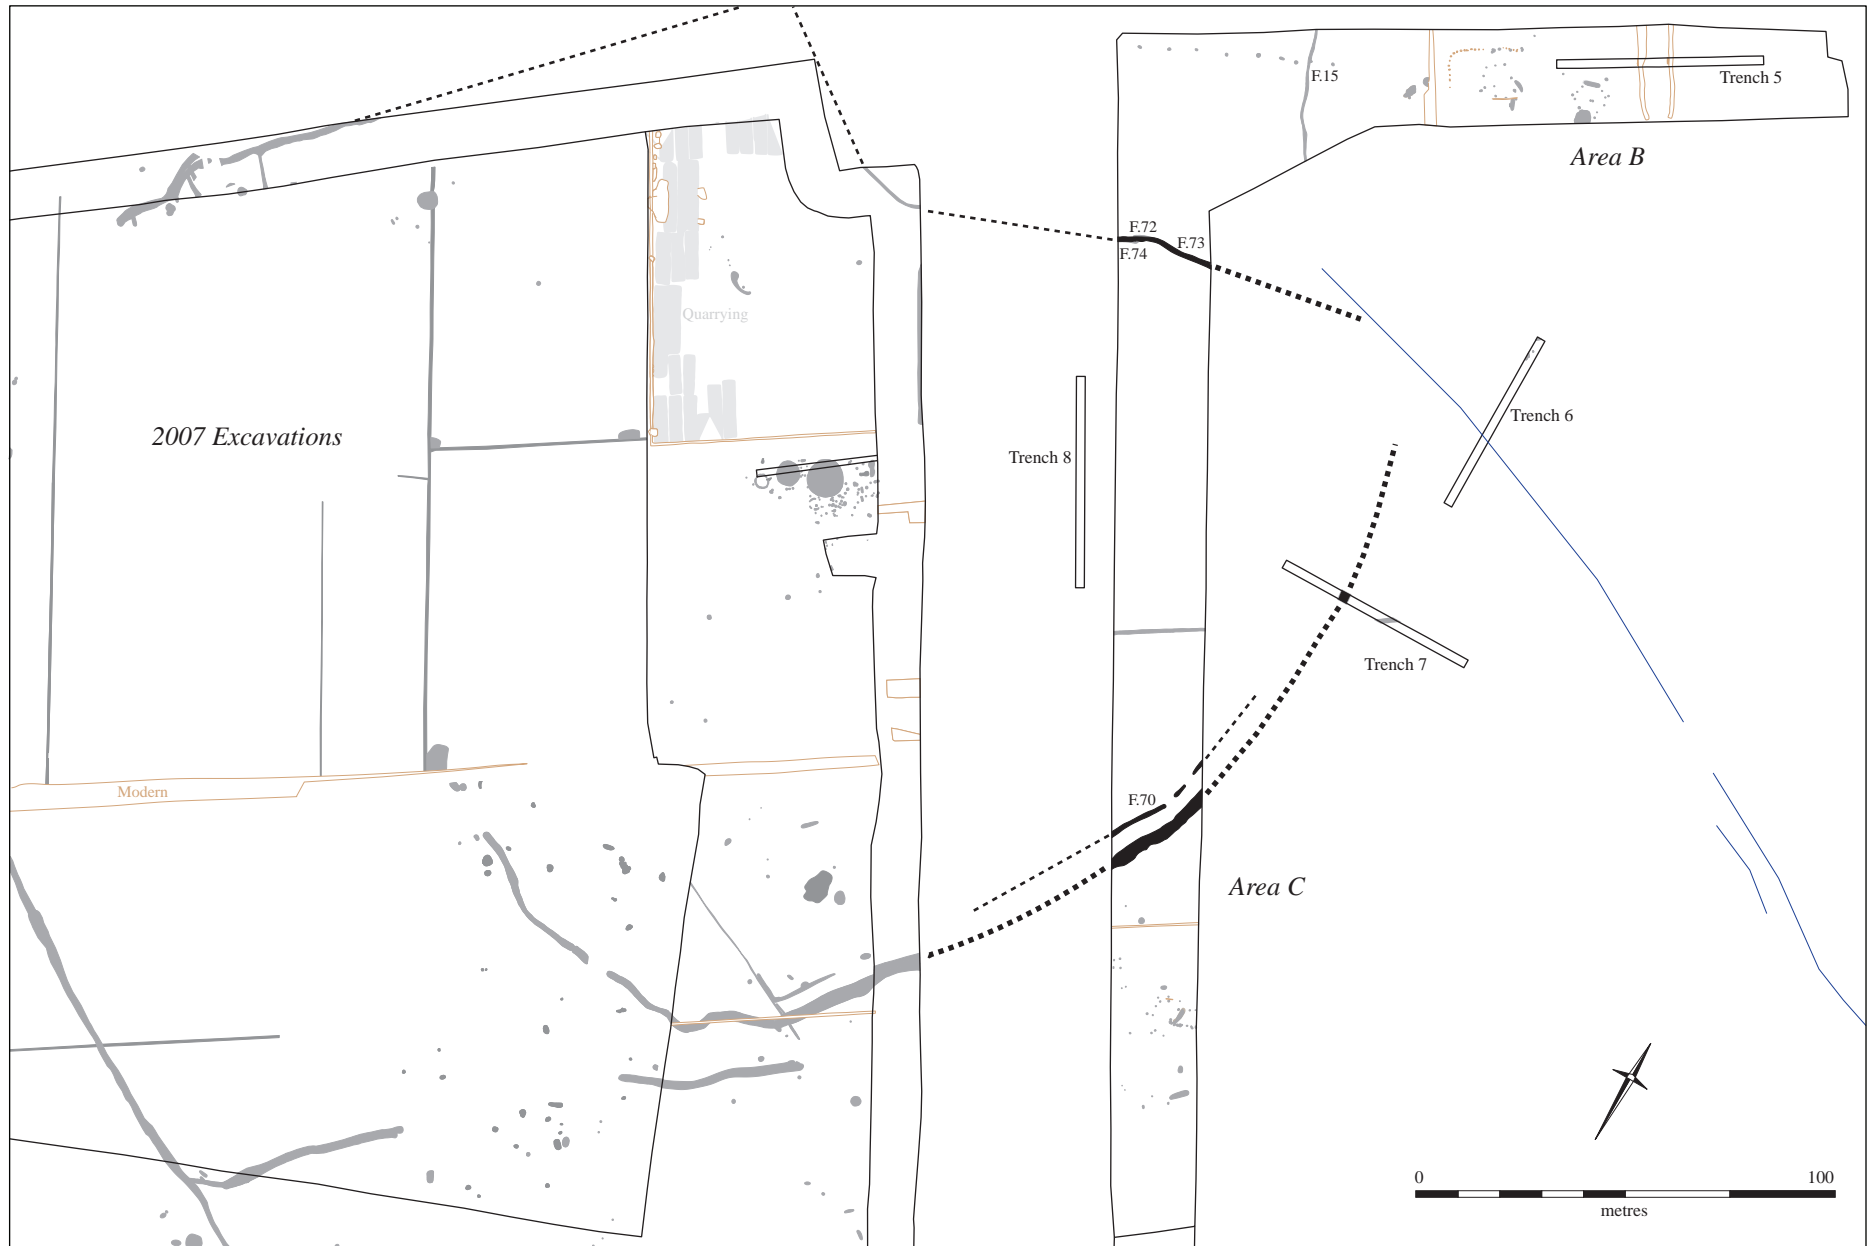 F.15
Trench 5
Area B
F.72
F.73
F.74
Quarrying
2007 Excavations
Trench 6
Trench 8
Trench 7
Modern
F.70
Area C
0 100
metres